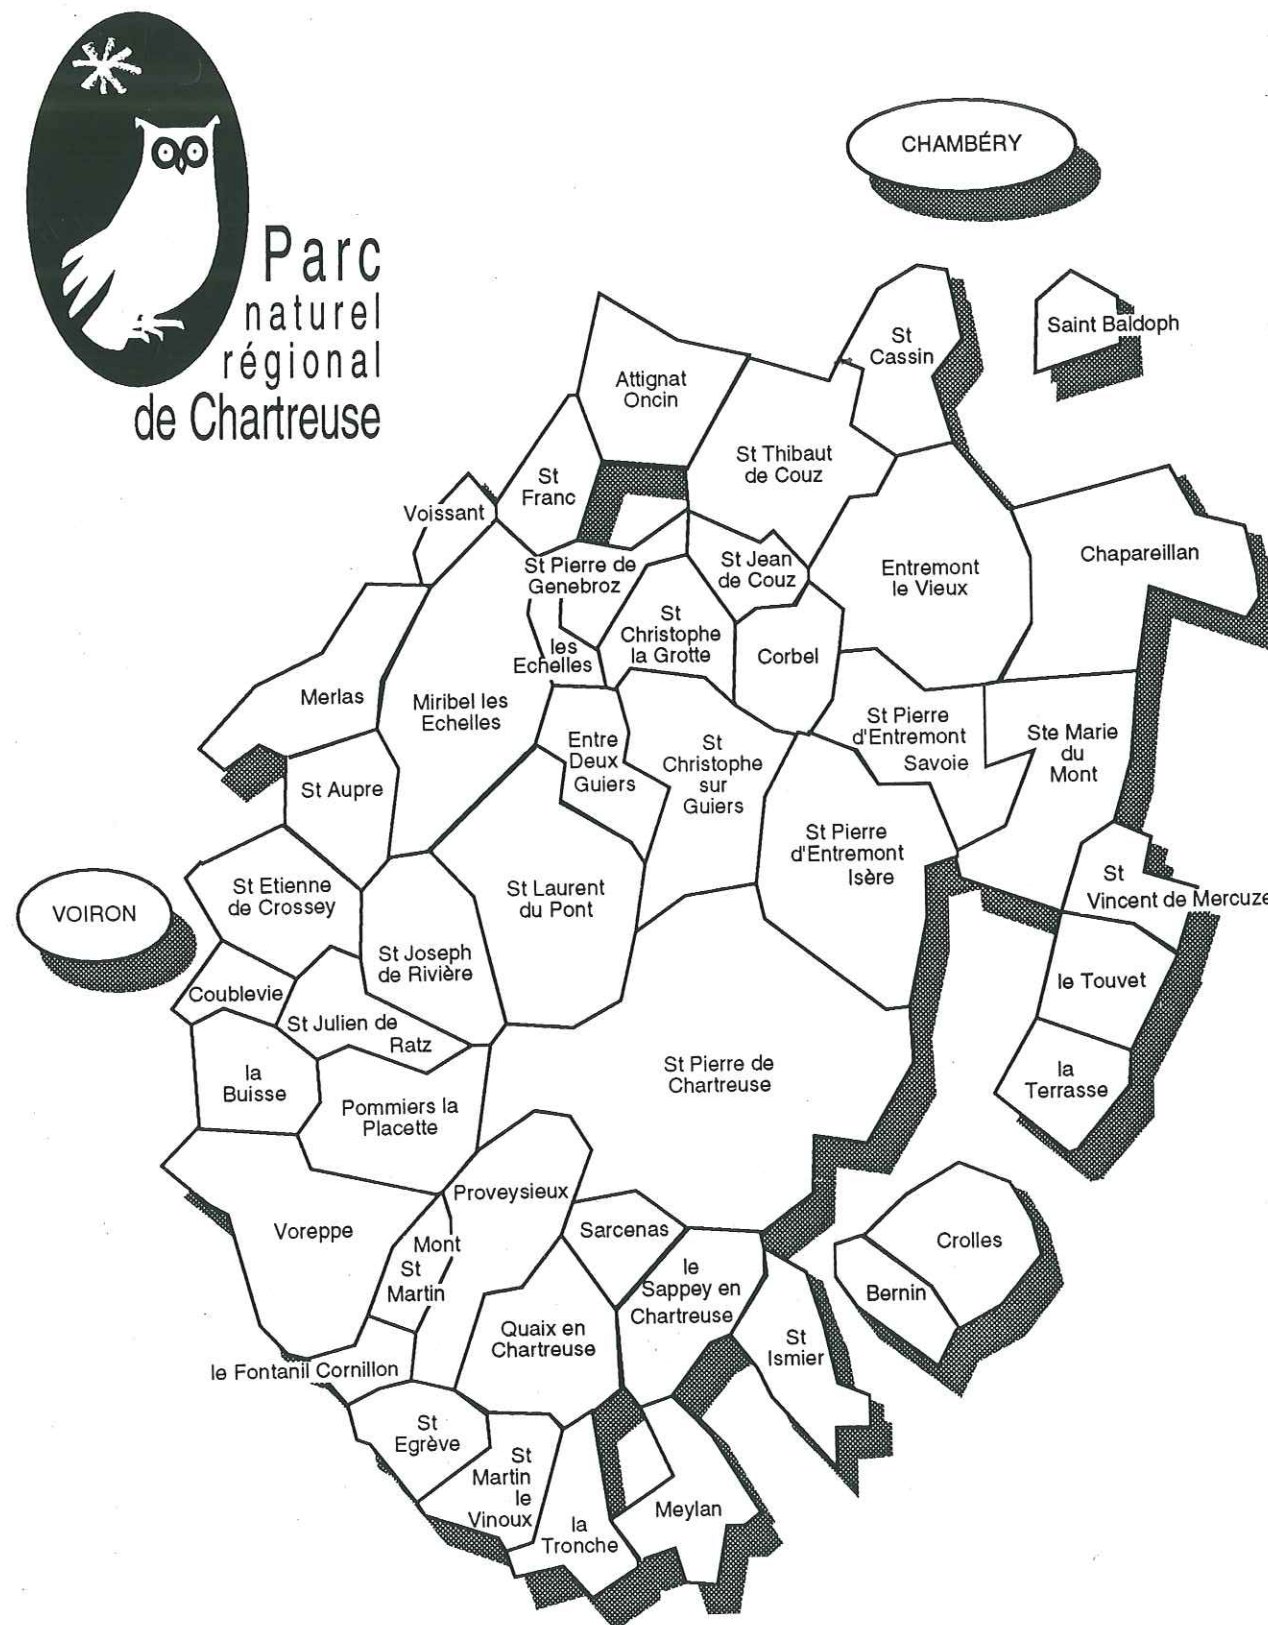 Parc
naturel
régional
de Chartreuse
CHAMBÉRY
Saint Baldoph
St
Cassin
Attignat
Oncin
St Thibaut
de Couz
St
Franc
Voissant
Chapareillan
St Pierre de
Genebroz
St Jean
de Couz
Entremont
le Vieux
St
Christophe
la Grotte
les
Echelles
Corbel
Merlas
Miribel les
Echelles
St Pierre
d'Entremont
Savoie
Ste Marie
du
Mont
Entre
Deux
Guiers
St
Christophe
sur
Guiers
St Aupre
St Pierre
d'Entremont
Isère
St
Vincent de Mercuze
VOIRON
St Etienne
de Crossey
St Laurent
du Pont
St Joseph
de Rivière
Coublevie
le Touvet
St Julien de
Ratz
la
Buisse
St Pierre de
Chartreuse
la
Terrasse
Pommiers la
Placette
Proveysieux
Voreppe
Mont
St
Martin
Sarcenas
le
Sappey en
Chartreuse
Crolles
Bernin
Quaix en
Chartreuse
St
Ismier
le Fontanil Cornillon
St
Egrève
St
Martin
le
Vinoux
la
Tronche
Meylan